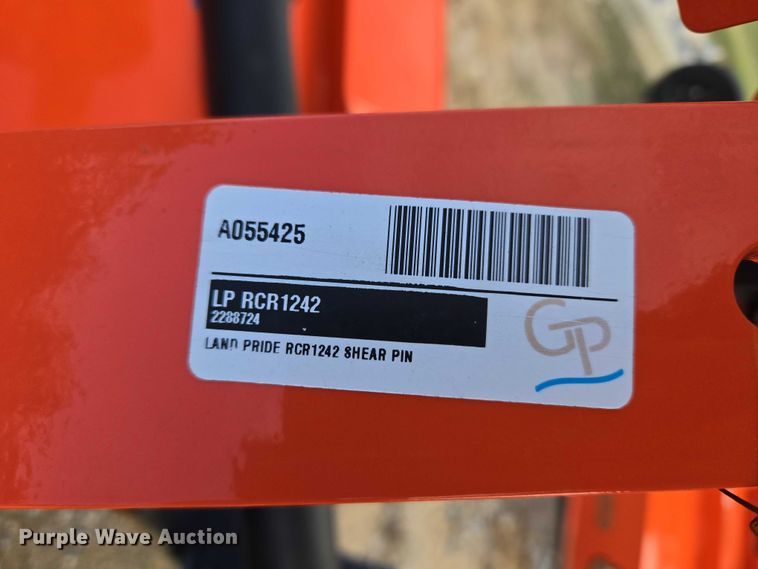 A055425
LP RCR1242
2288724
LAND PRIDE RCR1242 SHEAR PIN
GP
Purple Wave Auction